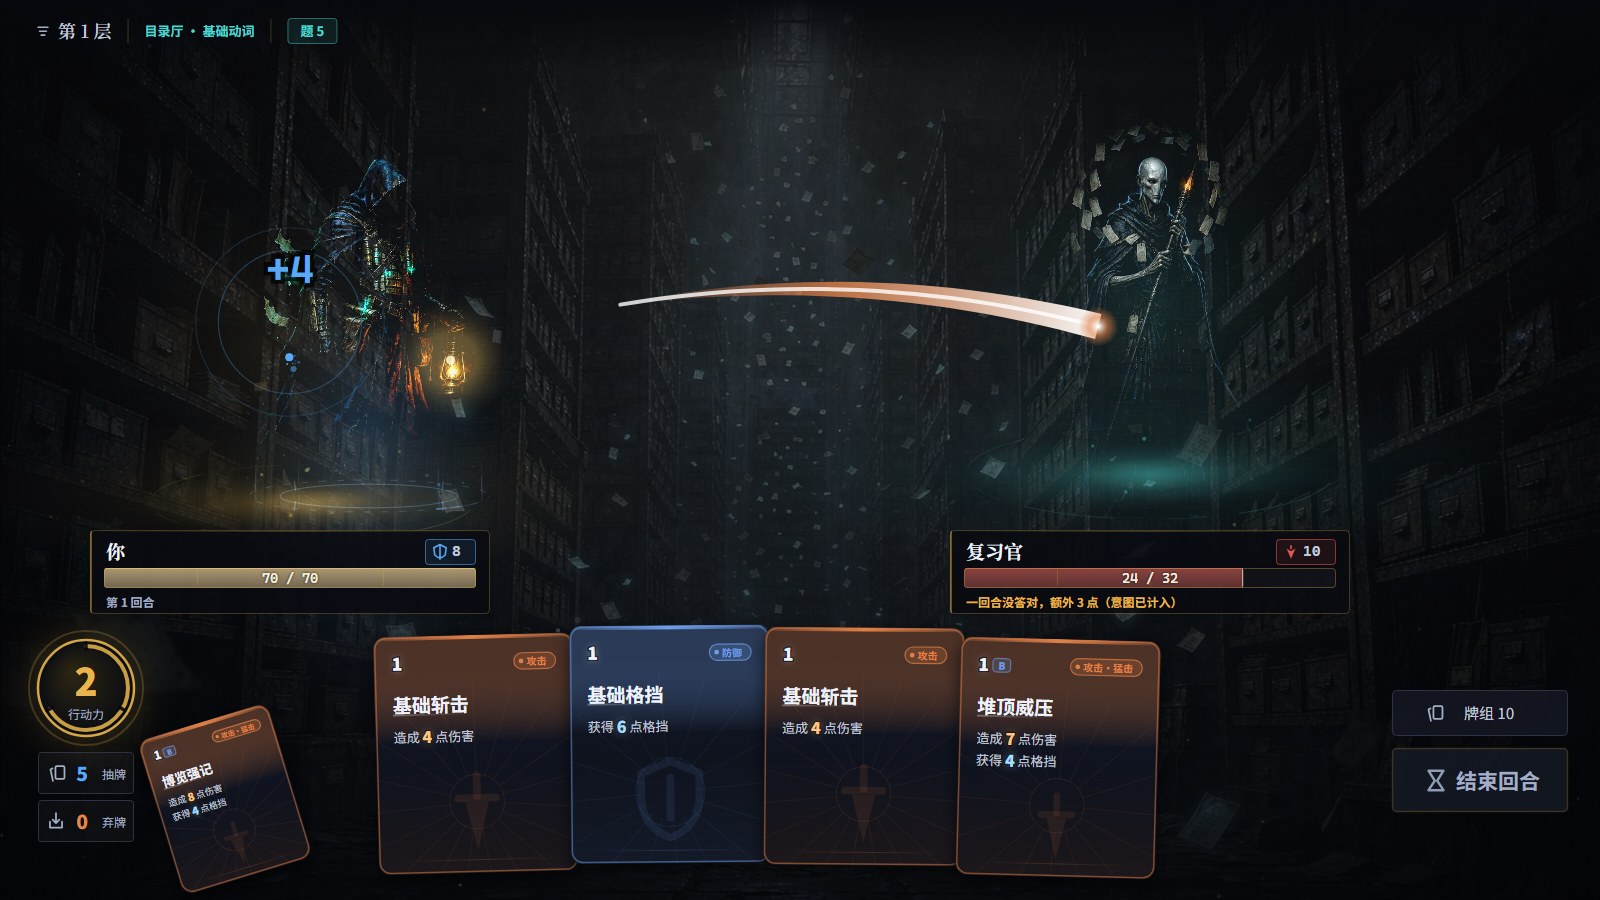 第 1 层
目录厅 · 基础动词
题 5
+4
你
8
70 / 70
第 1 回合
复习官
10
24 / 32
一回合没答对，额外 3 点（意图已计入）
2
行动力
5 抽牌
0 弃牌
1 B
攻击·猛击
博览强记
造成 8 点伤害
获得 4 点格挡
1
攻击
基础斩击
造成 4 点伤害
1
防御
基础格挡
获得 6 点格挡
1
攻击
基础斩击
造成 4 点伤害
1 B
攻击·猛击
堆顶威压
造成 7 点伤害
获得 4 点格挡
牌组 10
结束回合